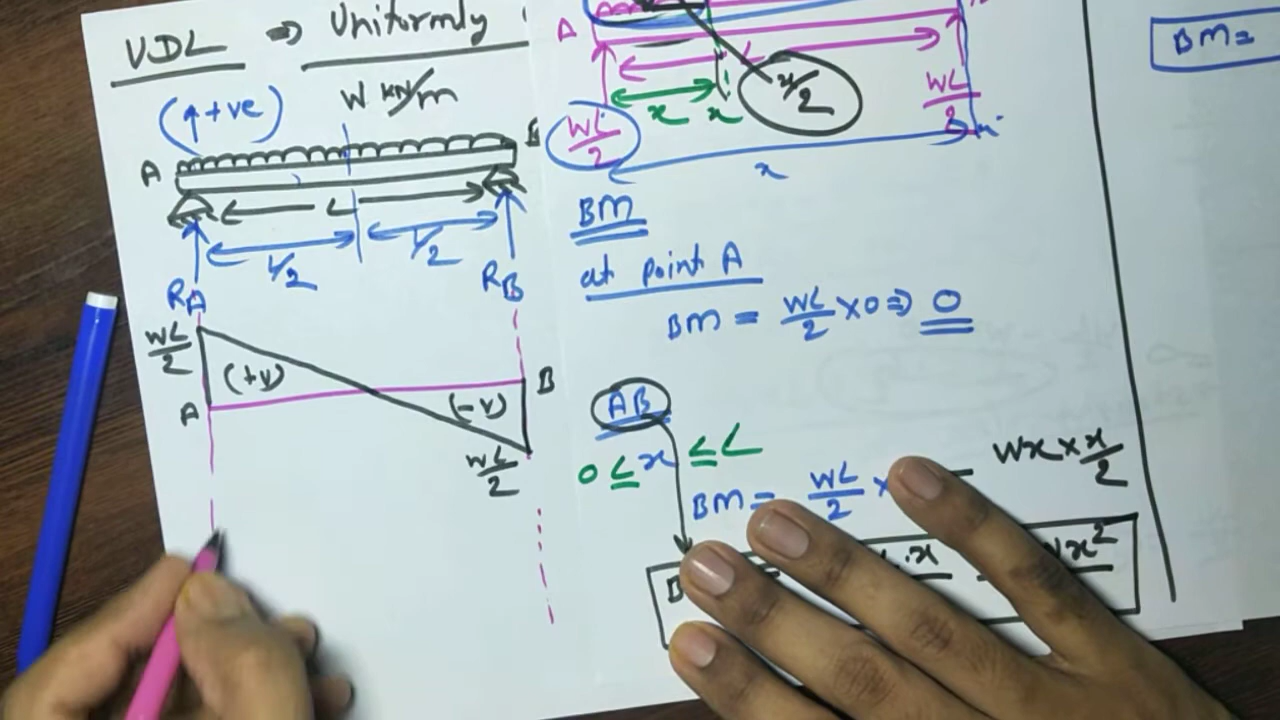 UDL ⇒ Uniformly
(↑+ve) W kN/m
A B
L
L/2 L/2
RA RB
WL/2
(+v)
A B
(-v)
WL/2
A
x x x/2
WL/2 WL/2
x
BM
at point A
BM = WL/2 × 0 ⇒ 0
AB
0 ≤ x ≤ L
BM = WL/2 × - Wx × x/2
x x²
BM=